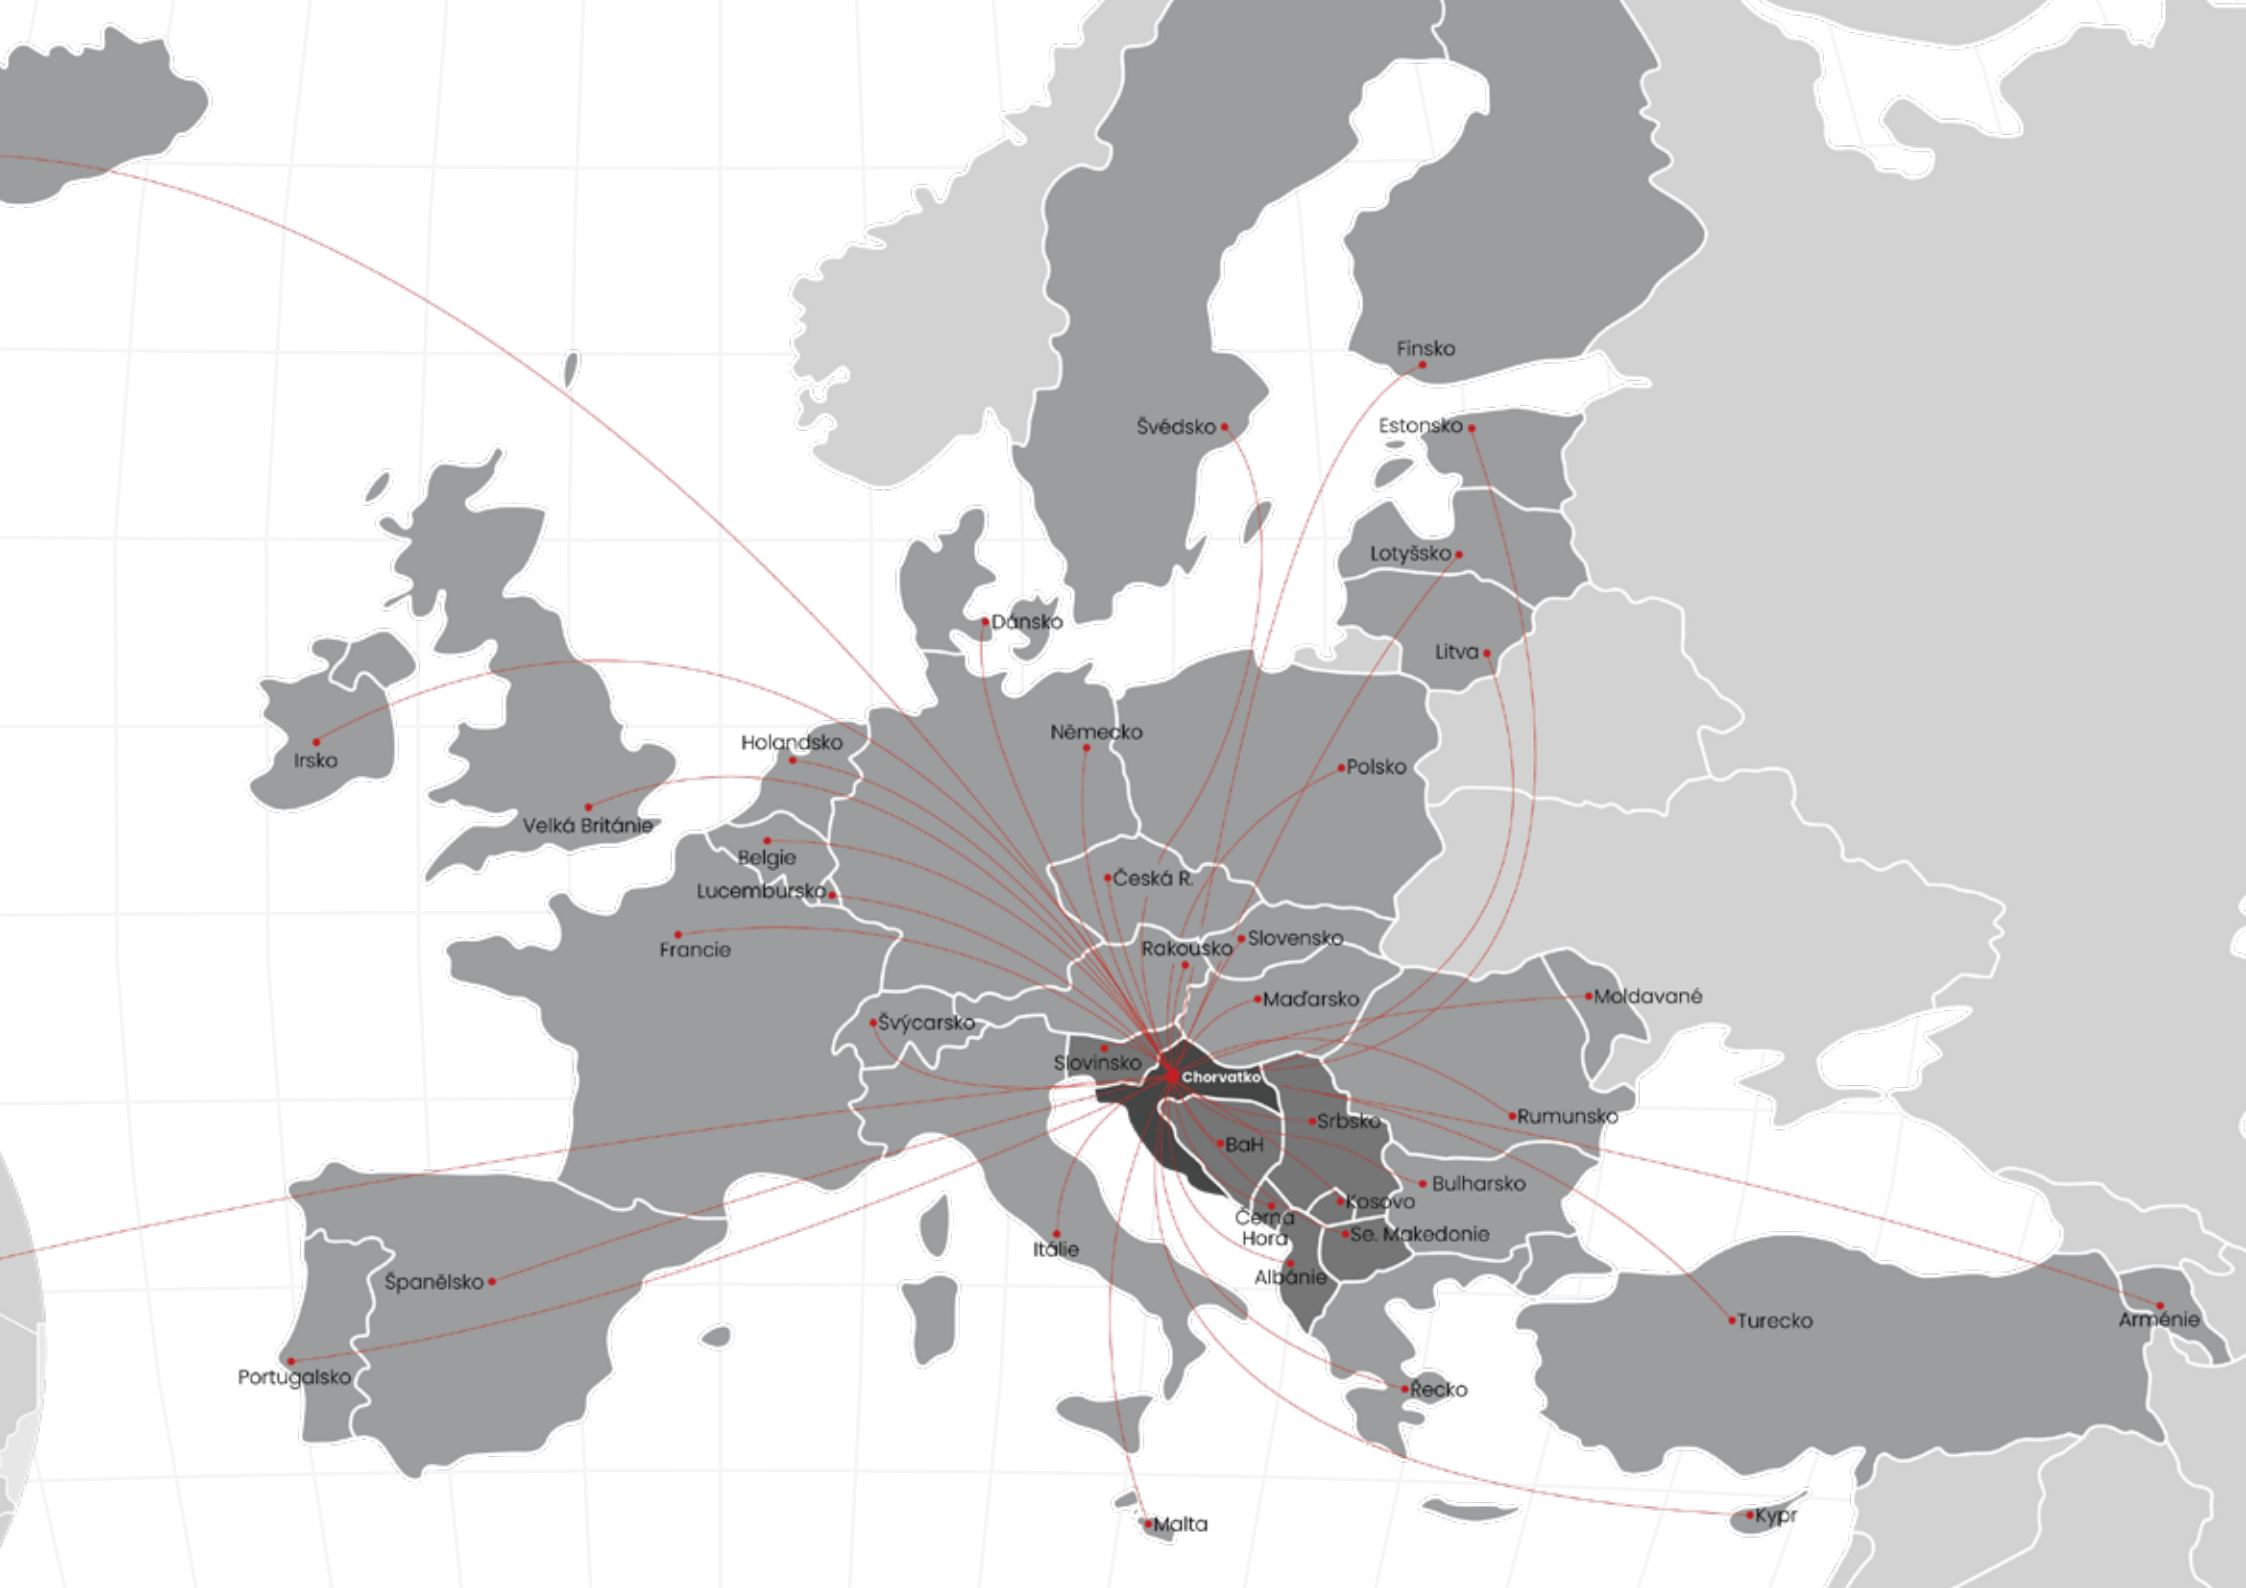 Finsko
Švédsko
Estonsko
Lotyšsko
Dánsko
Litva
Německo
Holandsko
Irsko
Polsko
Velká Británie
Belgie
Česká R.
Lucembursko
Francie
Rakousko
Slovensko
Maďarsko
Moldavané
Švýcarsko
Slovinsko
Chorvatko
Srbsko
Rumunsko
BaH
Bulharsko
Kosovo
Černa
Hora
Se. Makedonie
Itálie
Albánie
Španělsko
Turecko
Arménie
Portugalsko
Řecko
Malta
Kypr